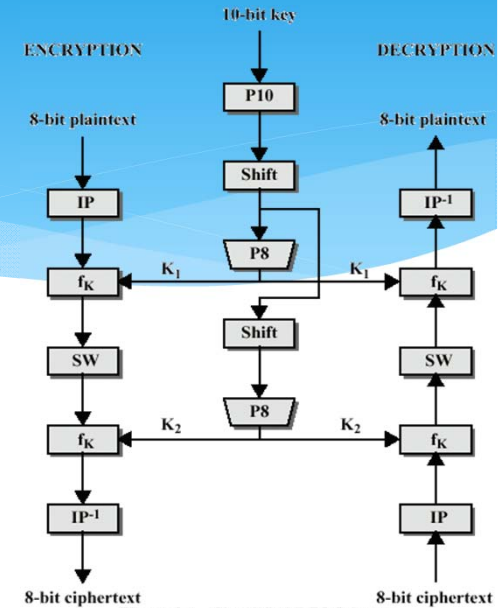 10-bit key
ENCRYPTION
DECRYPTION
P10
8-bit plaintext
8-bit plaintext
Shift
IP
IP-1
P8
K1
K1
fK
fK
Shift
SW
SW
P8
K2
K2
fK
fK
IP-1
IP
8-bit ciphertext
8-bit ciphertext